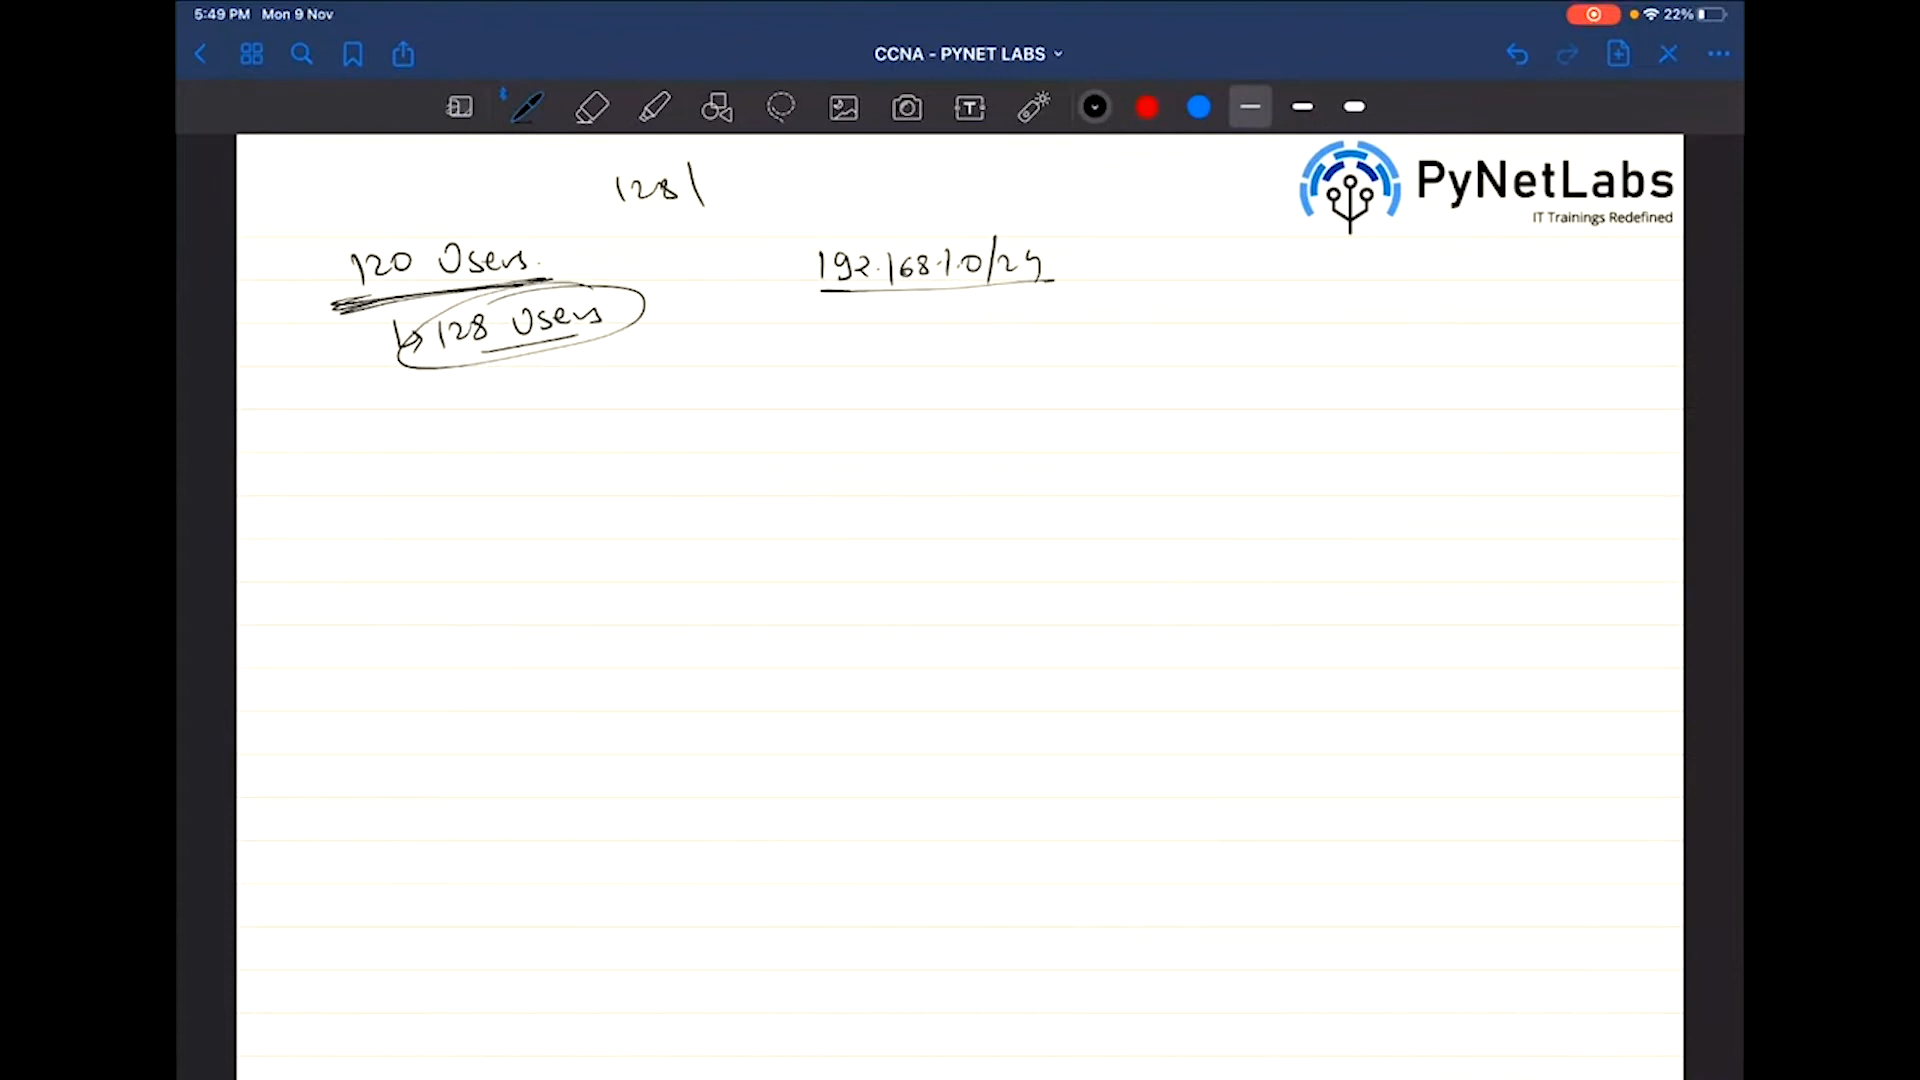 5:49 PM Mon 9 Nov
22%
CCNA - PYNET LABS
128
PyNetLabs
IT Trainings Redefined
120 Users.
192.168.1.0/24
↳ 128 Users